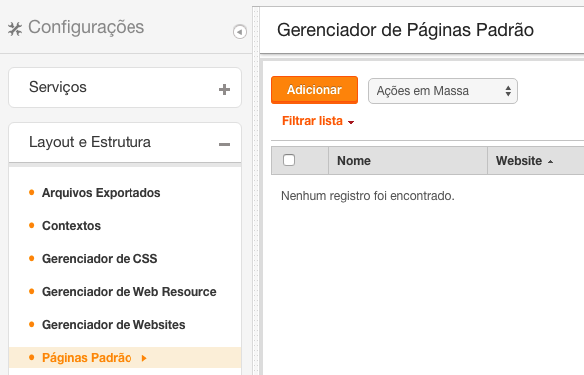 Configurações
Serviços
Layout e Estrutura
Arquivos Exportados
Contextos
Gerenciador de CSS
Gerenciador de Web Resource
Gerenciador de Websites
Páginas Padrão
Gerenciador de Páginas Padrão
Adicionar Ações em Massa
Filtrar lista
Nome Website
Nenhum registro foi encontrado.